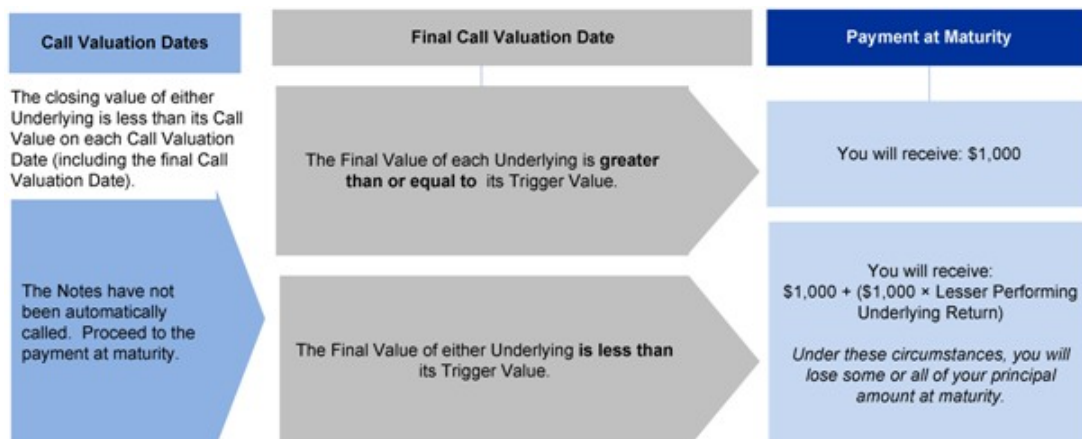 Call Valuation Dates
Final Call Valuation Date
Payment at Maturity
The closing value of either
Underlying is less than its Call
Value on each Call Valuation
Date (including the final Call
Valuation Date).
The Notes have not
been automatically
called.  Proceed to the
payment at maturity.
The Final Value of each Underlying is greater
than or equal to  its Trigger Value.
You will receive: $1,000
The Final Value of either Underlying is less than
its Trigger Value.
You will receive:
$1,000 + ($1,000 × Lesser Performing
Underlying Return)
Under these circumstances, you will
lose some or all of your principal
amount at maturity.